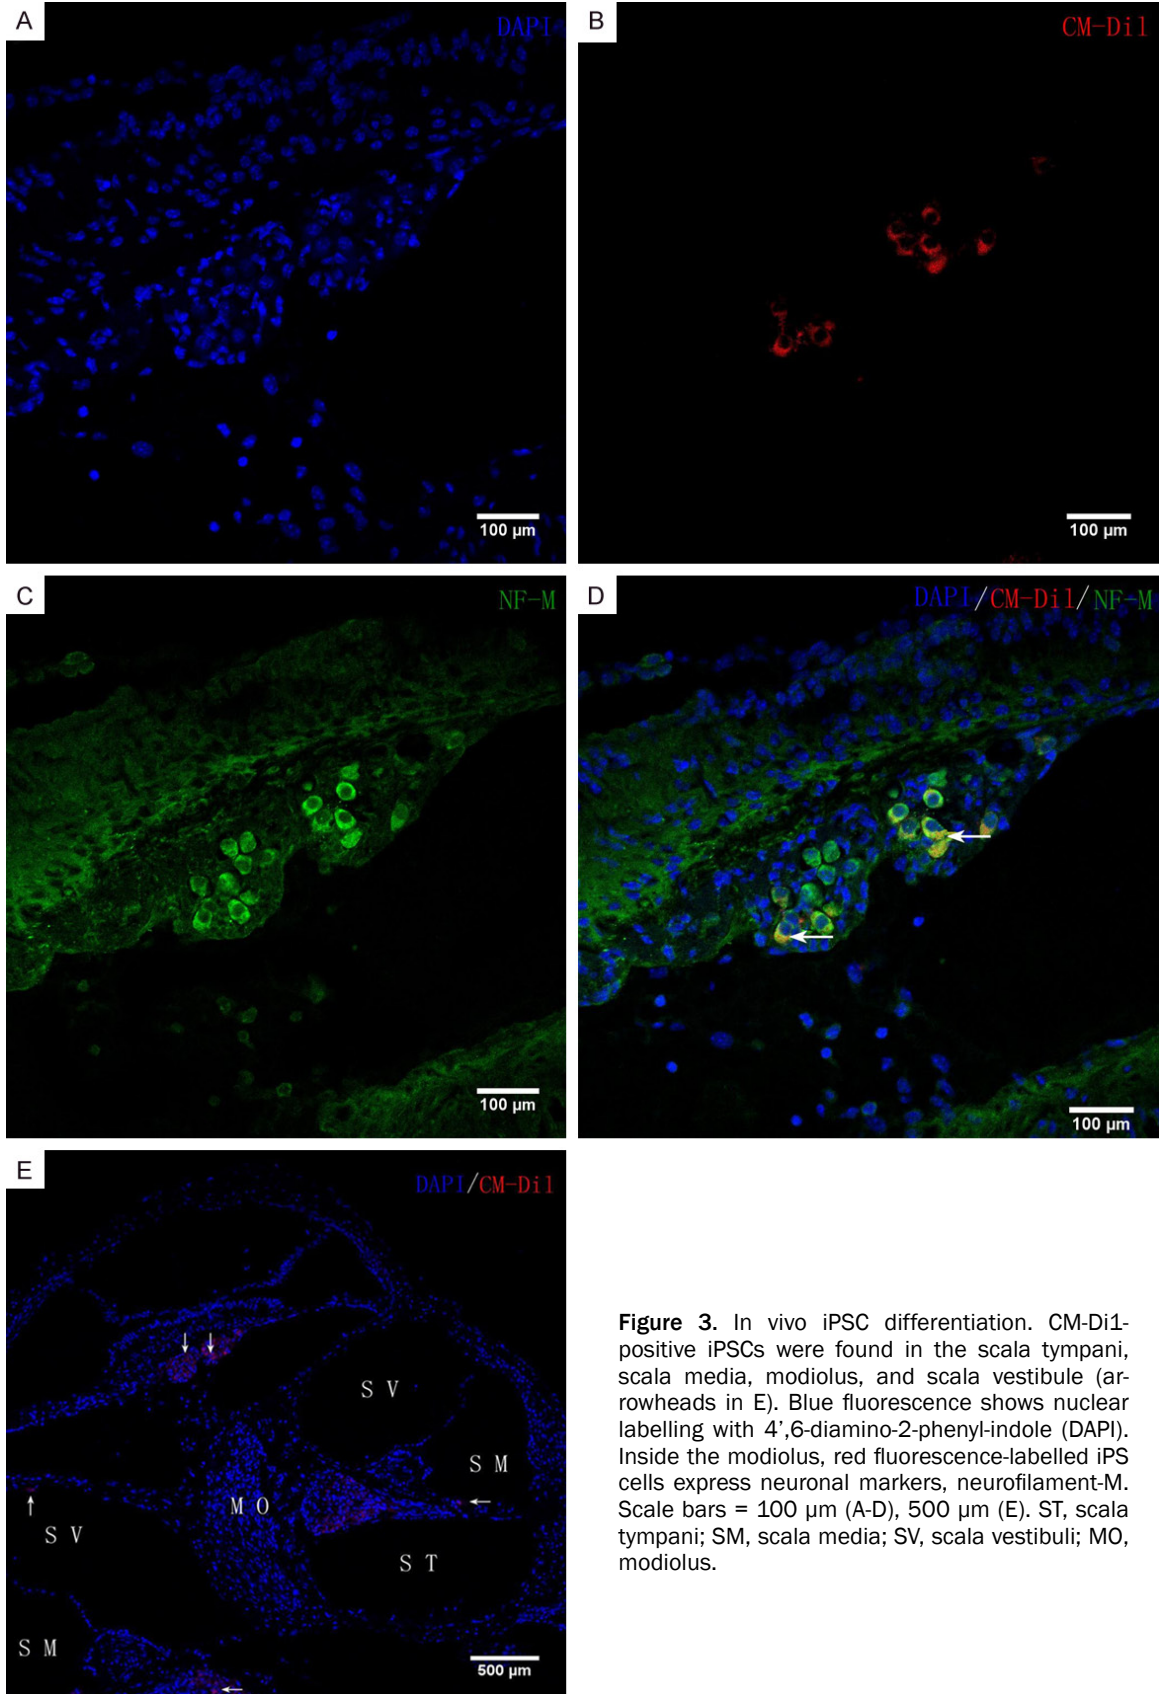 A
DAPI
B
CM-Dil
100 µm
100 µm
C
NF-M
D
DAPI/CM-Dil/NF-M
100 µm
100 µm
E
DAPI/CM-Dil
S V
S M
M O
S V
S T
S M
500 µm
Figure 3. In vivo iPSC differentiation. CM-Di1-
positive iPSCs were found in the scala tympani,
scala media, modiolus, and scala vestibule (ar-
rowheads in E). Blue fluorescence shows nuclear
labelling with 4',6-diamino-2-phenyl-indole (DAPI).
Inside the modiolus, red fluorescence-labelled iPS
cells express neuronal markers, neurofilament-M.
Scale bars = 100 µm (A-D), 500 µm (E). ST, scala
tympani; SM, scala media; SV, scala vestibuli; MO,
modiolus.